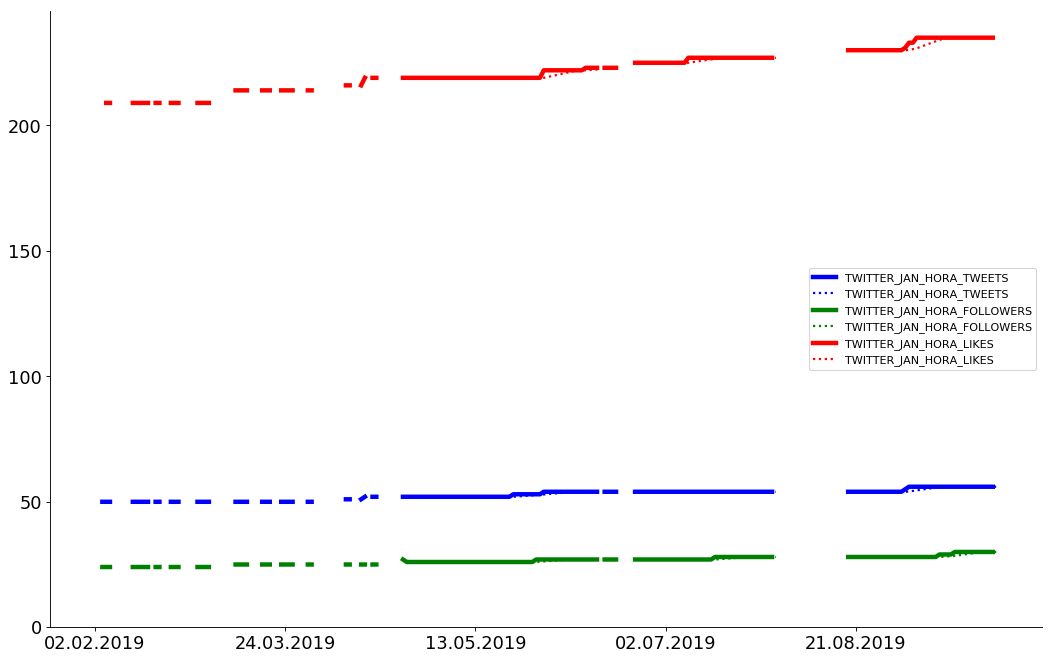 200
150
100
50
0
02.02.2019 24.03.2019 13.05.2019 02.07.2019 21.08.2019
TWITTER_JAN_HORA_TWEETS
TWITTER_JAN_HORA_TWEETS
TWITTER_JAN_HORA_FOLLOWERS
TWITTER_JAN_HORA_FOLLOWERS
TWITTER_JAN_HORA_LIKES
TWITTER_JAN_HORA_LIKES